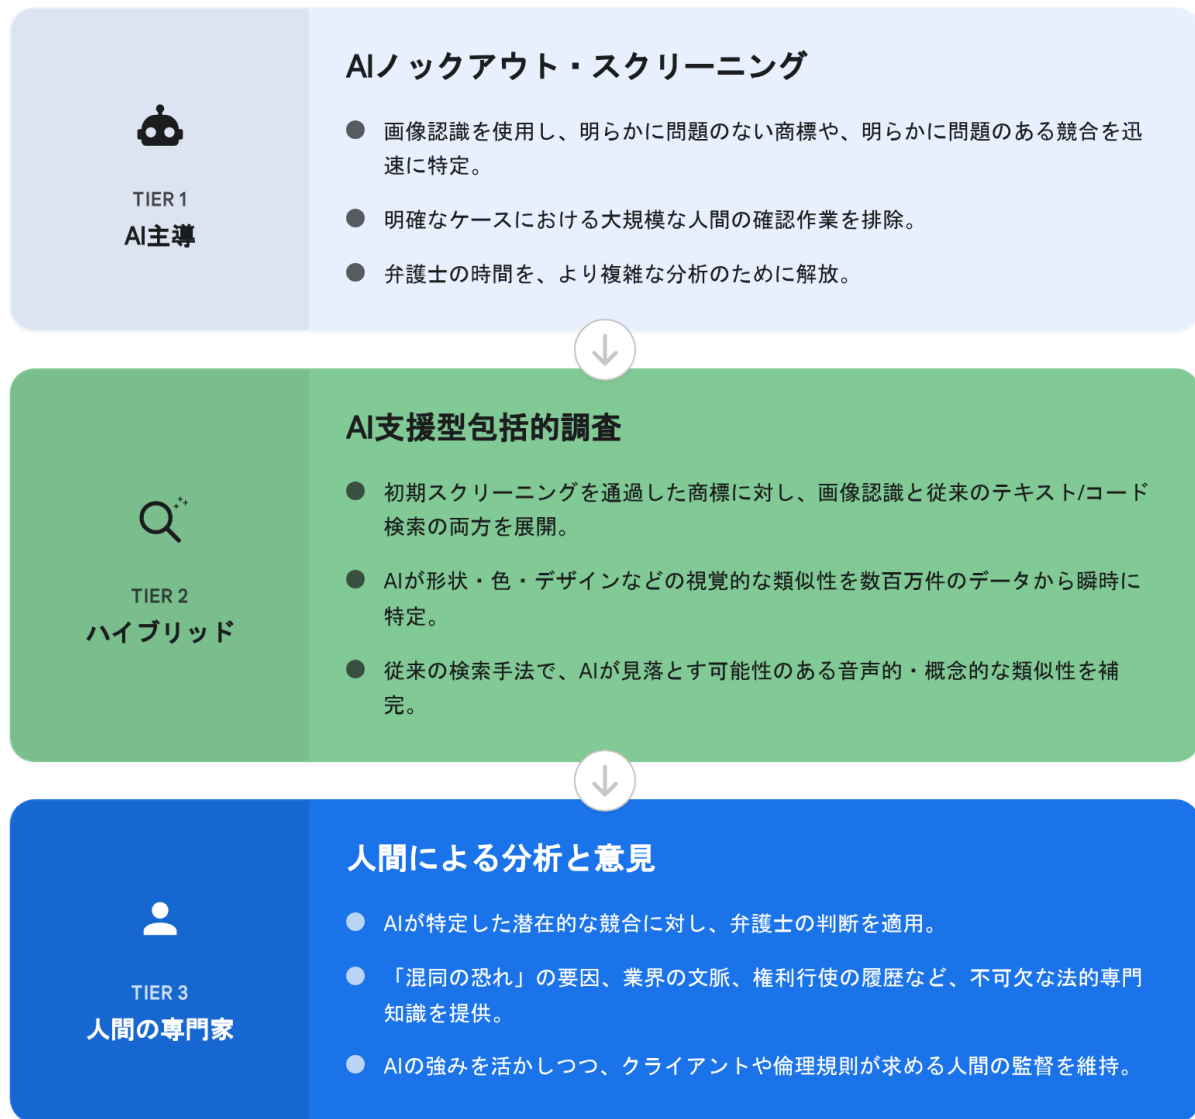 AIノックアウト・スクリーニング
画像認識を使用し、明らかに問題のない商標や、明らかに問題のある競合を迅
速に特定。
TIER 1
AI主導
明確なケースにおける大規模な人間の確認作業を排除。
弁護士の時間を、より複雑な分析のために解放。
AI支援型包括的調査
初期スクリーニングを通過した商標に対し、画像認識と従来のテキスト/コード
検索の両方を展開。
AIが形状・色・デザインなどの視覚的な類似性を数百万件のデータから瞬時に
特定。
TIER 2
ハイブリッド
従来の検索手法で、AIが見落とす可能性のある音声的・概念的な類似性を補
完。
人間による分析と意見
AIが特定した潜在的な競合に対し、弁護士の判断を適用。
「混同の恐れ」の要因、業界の文脈、権利行使の履歴など、不可欠な法的専門
知識を提供。
TIER 3
人間の専門家
AIの強みを活かしつつ、クライアントや倫理規則が求める人間の監督を維持。